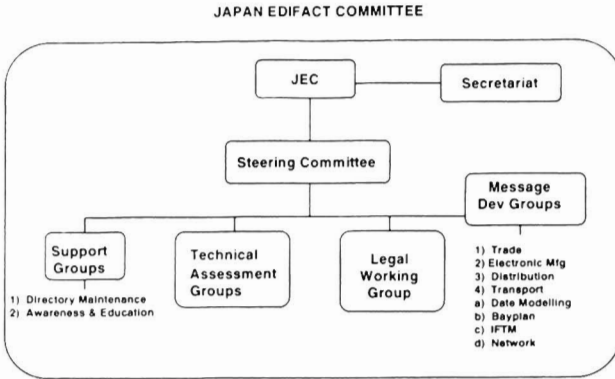 JAPAN EDIFACT COMMITTEE
JEC
Secretariat
Steering Committee
Message
Dev Groups
Support
Groups
Technical
Assessment
Groups
Legal
Working
Group
1) Directory Maintenance
2) Awareness & Education
1) Trade
2) Electronic Mfg
3) Distribution
4) Transport
a) Date Modelling
b) Bayplan
c) IFTM
d) Network